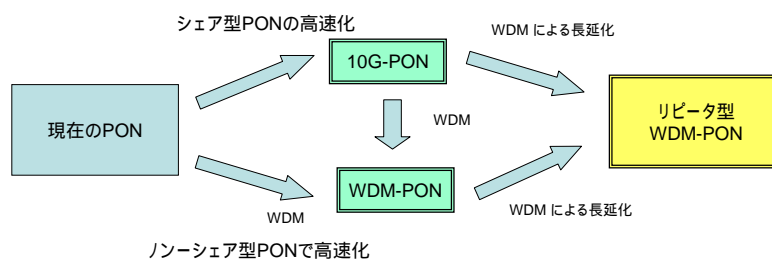 シェア型PONの高速化
WDM による長延化
10G-PON
現在のPON
WDM
リピータ型
WDM-PON
WDM-PON
WDM
WDM による長延化
ノンーシェア型PONで高速化